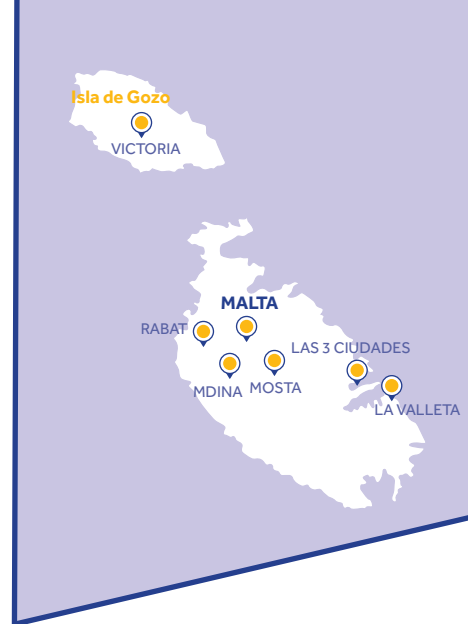 Isla de Gozo
VICTORIA
MALTA
RABAT
LAS 3 CIUDADES
MDINA
MOSTA
LA VALLETA